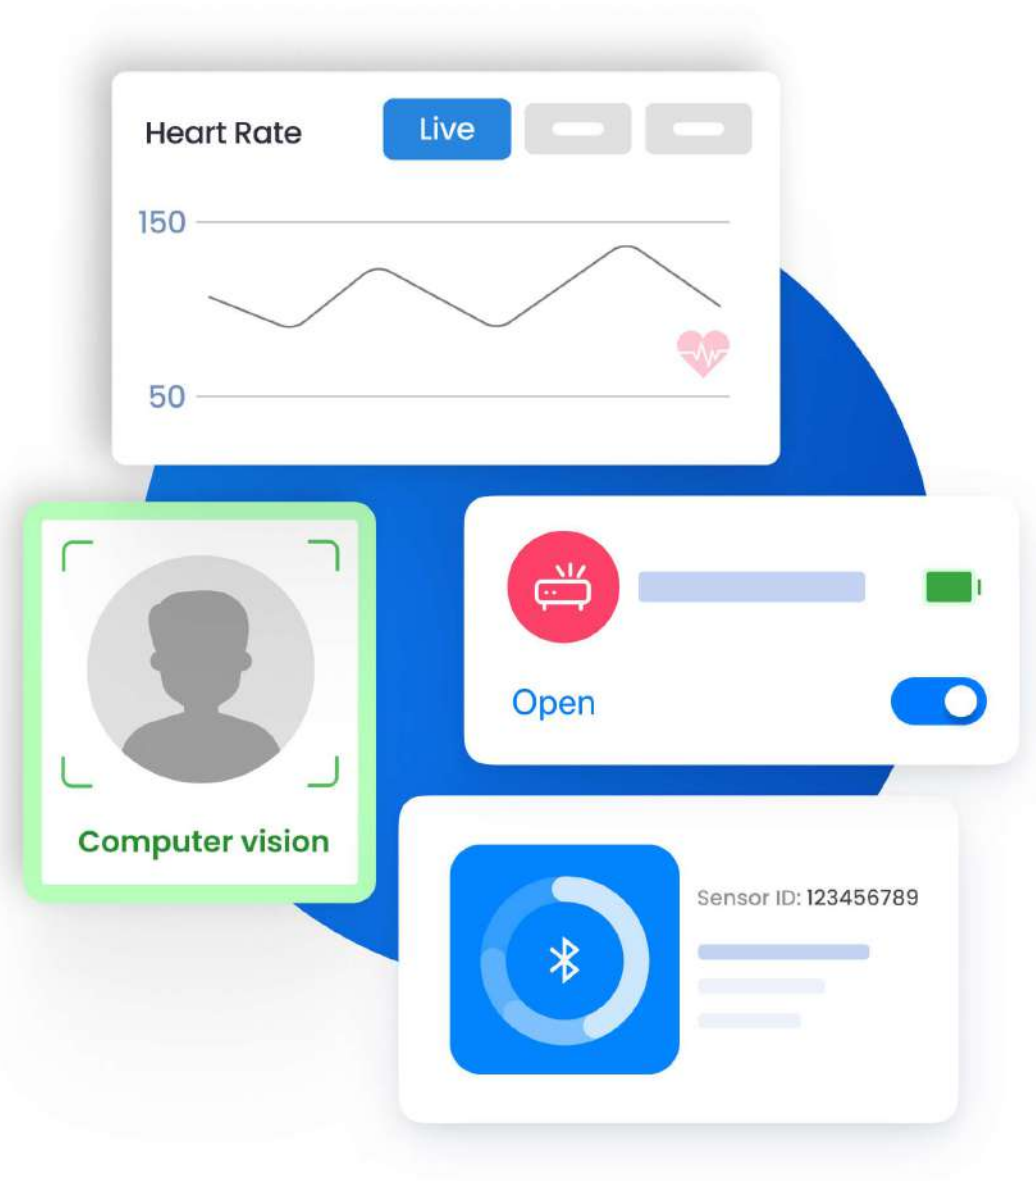 Heart Rate
Live
150
50
Computer vision
Open
Sensor ID: 123456789